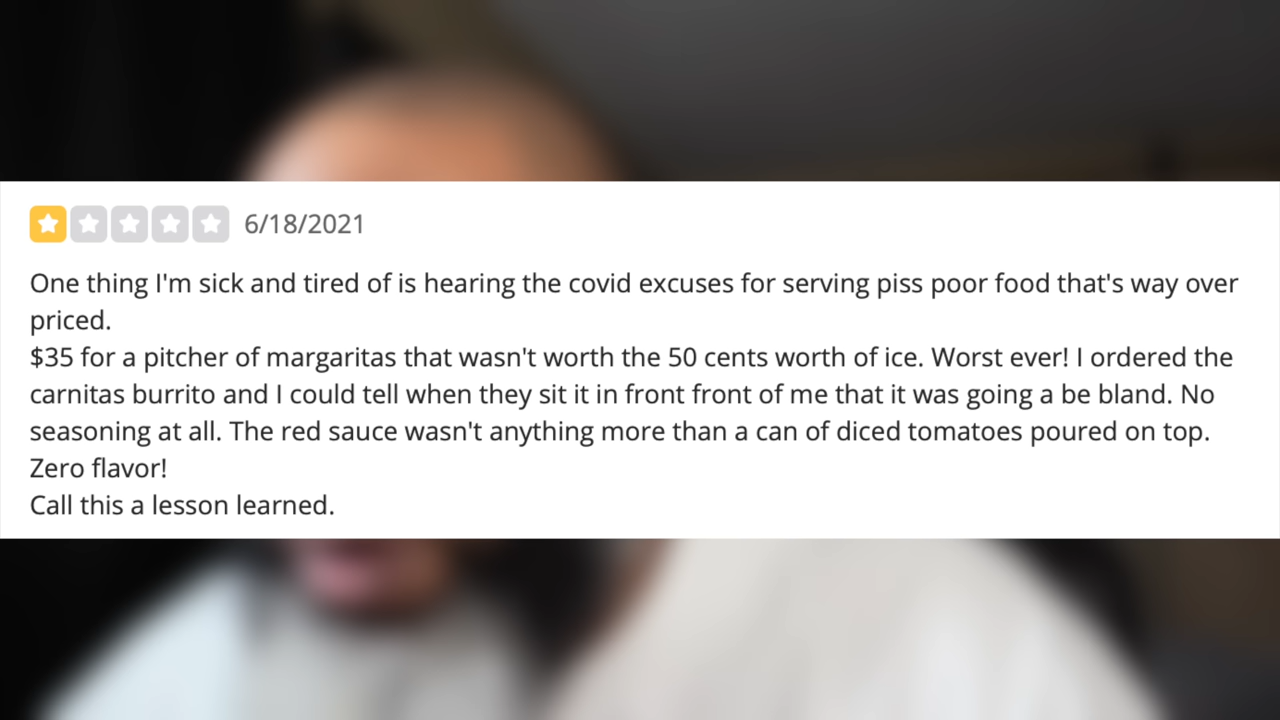 6/18/2021
One thing I'm sick and tired of is hearing the covid excuses for serving piss poor food that's way over
priced.
$35 for a pitcher of margaritas that wasn't worth the 50 cents worth of ice. Worst ever! I ordered the
carnitas burrito and I could tell when they sit it in front front of me that it was going a be bland. No
seasoning at all. The red sauce wasn't anything more than a can of diced tomatoes poured on top.
Zero flavor!
Call this a lesson learned.